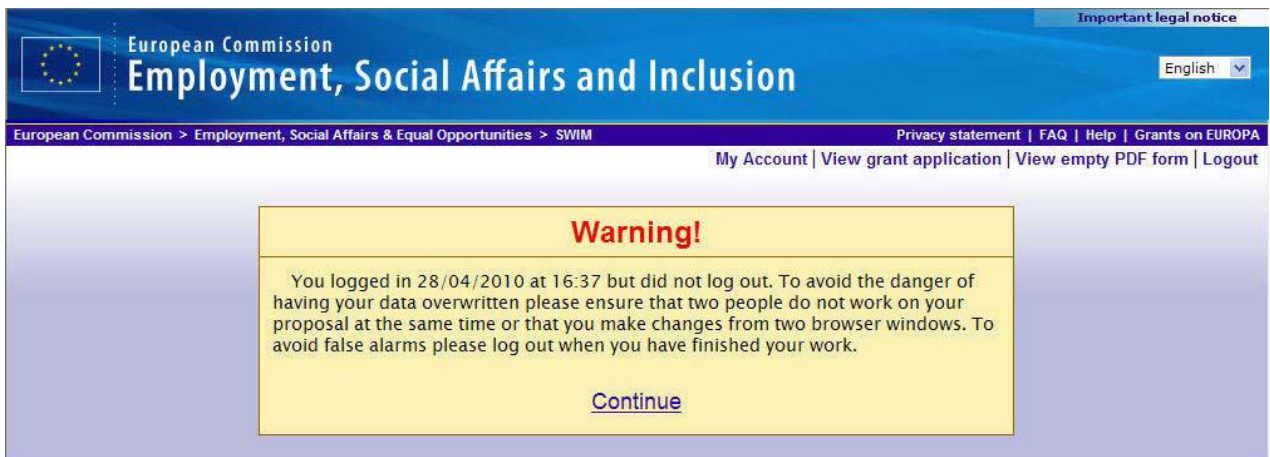 Important legal notice
European Commission
Employment, Social Affairs and Inclusion
English
European Commission > Employment, Social Affairs & Equal Opportunities > SWIM
Privacy statement | FAQ | Help | Grants on EUROPA
My Account | View grant application | View empty PDF form | Logout
Warning!
You logged in 28/04/2010 at 16:37 but did not log out. To avoid the danger of
having your data overwritten please ensure that two people do not work on your
proposal at the same time or that you make changes from two browser windows. To
avoid false alarms please log out when you have finished your work.
Continue